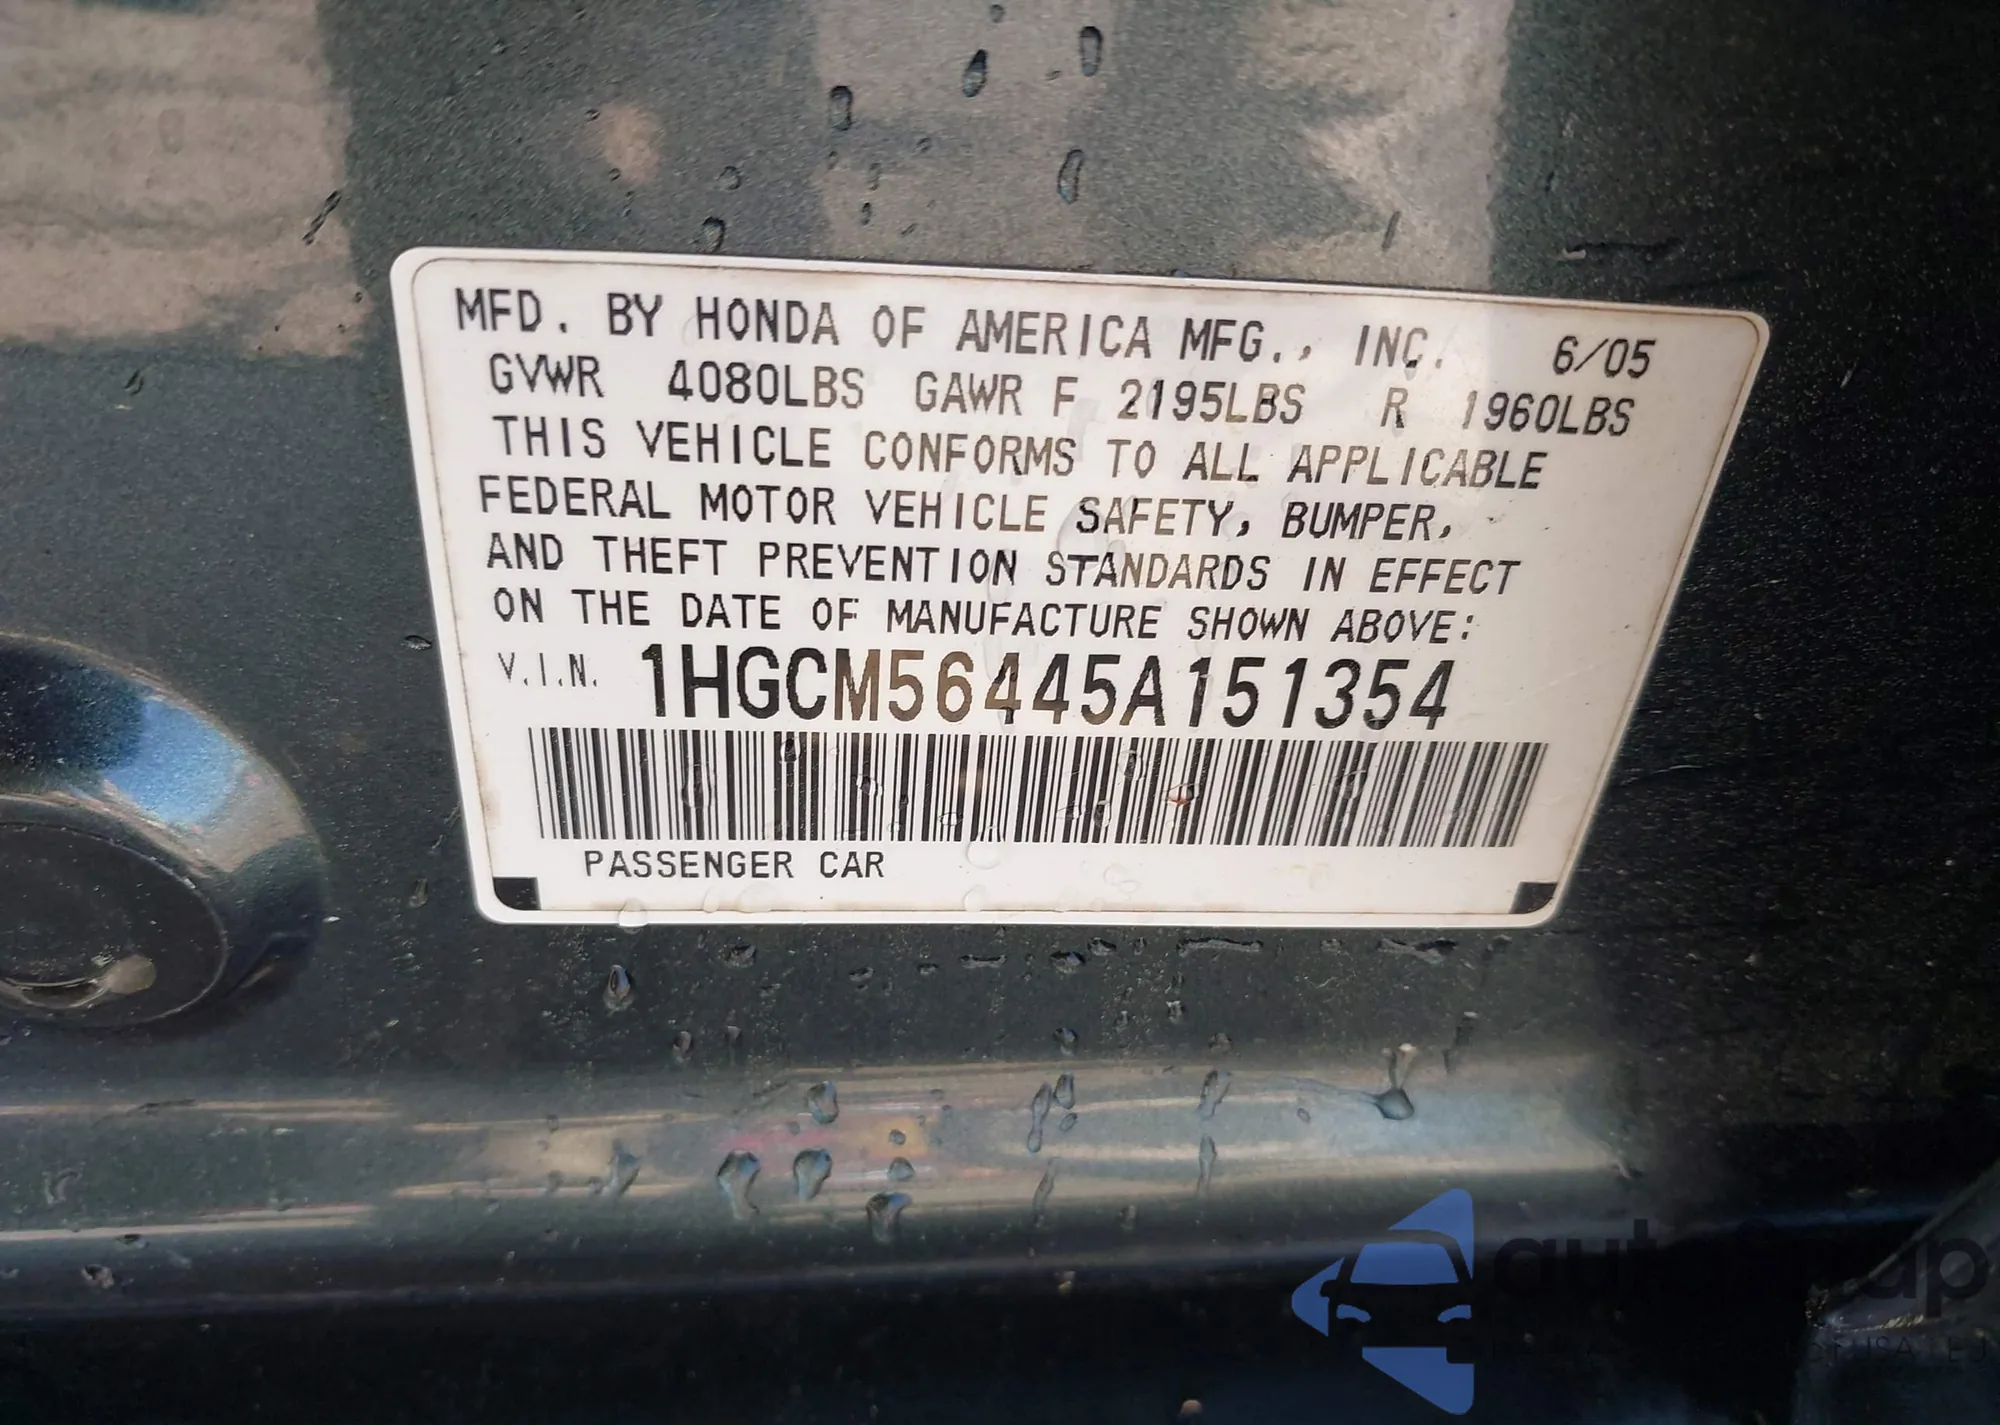 MFD. BY HONDA OF AMERICA MFG., INC. 6/05
GVWR 4080LBS GAWR F 2195LBS R 1960LBS
THIS VEHICLE CONFORMS TO ALL APPLICABLE
FEDERAL MOTOR VEHICLE SAFETY, BUMPER,
AND THEFT PREVENTION STANDARDS IN EFFECT
ON THE DATE OF MANUFACTURE SHOWN ABOVE:
V.I.N. 1HGCM56445A151354
PASSENGER CAR